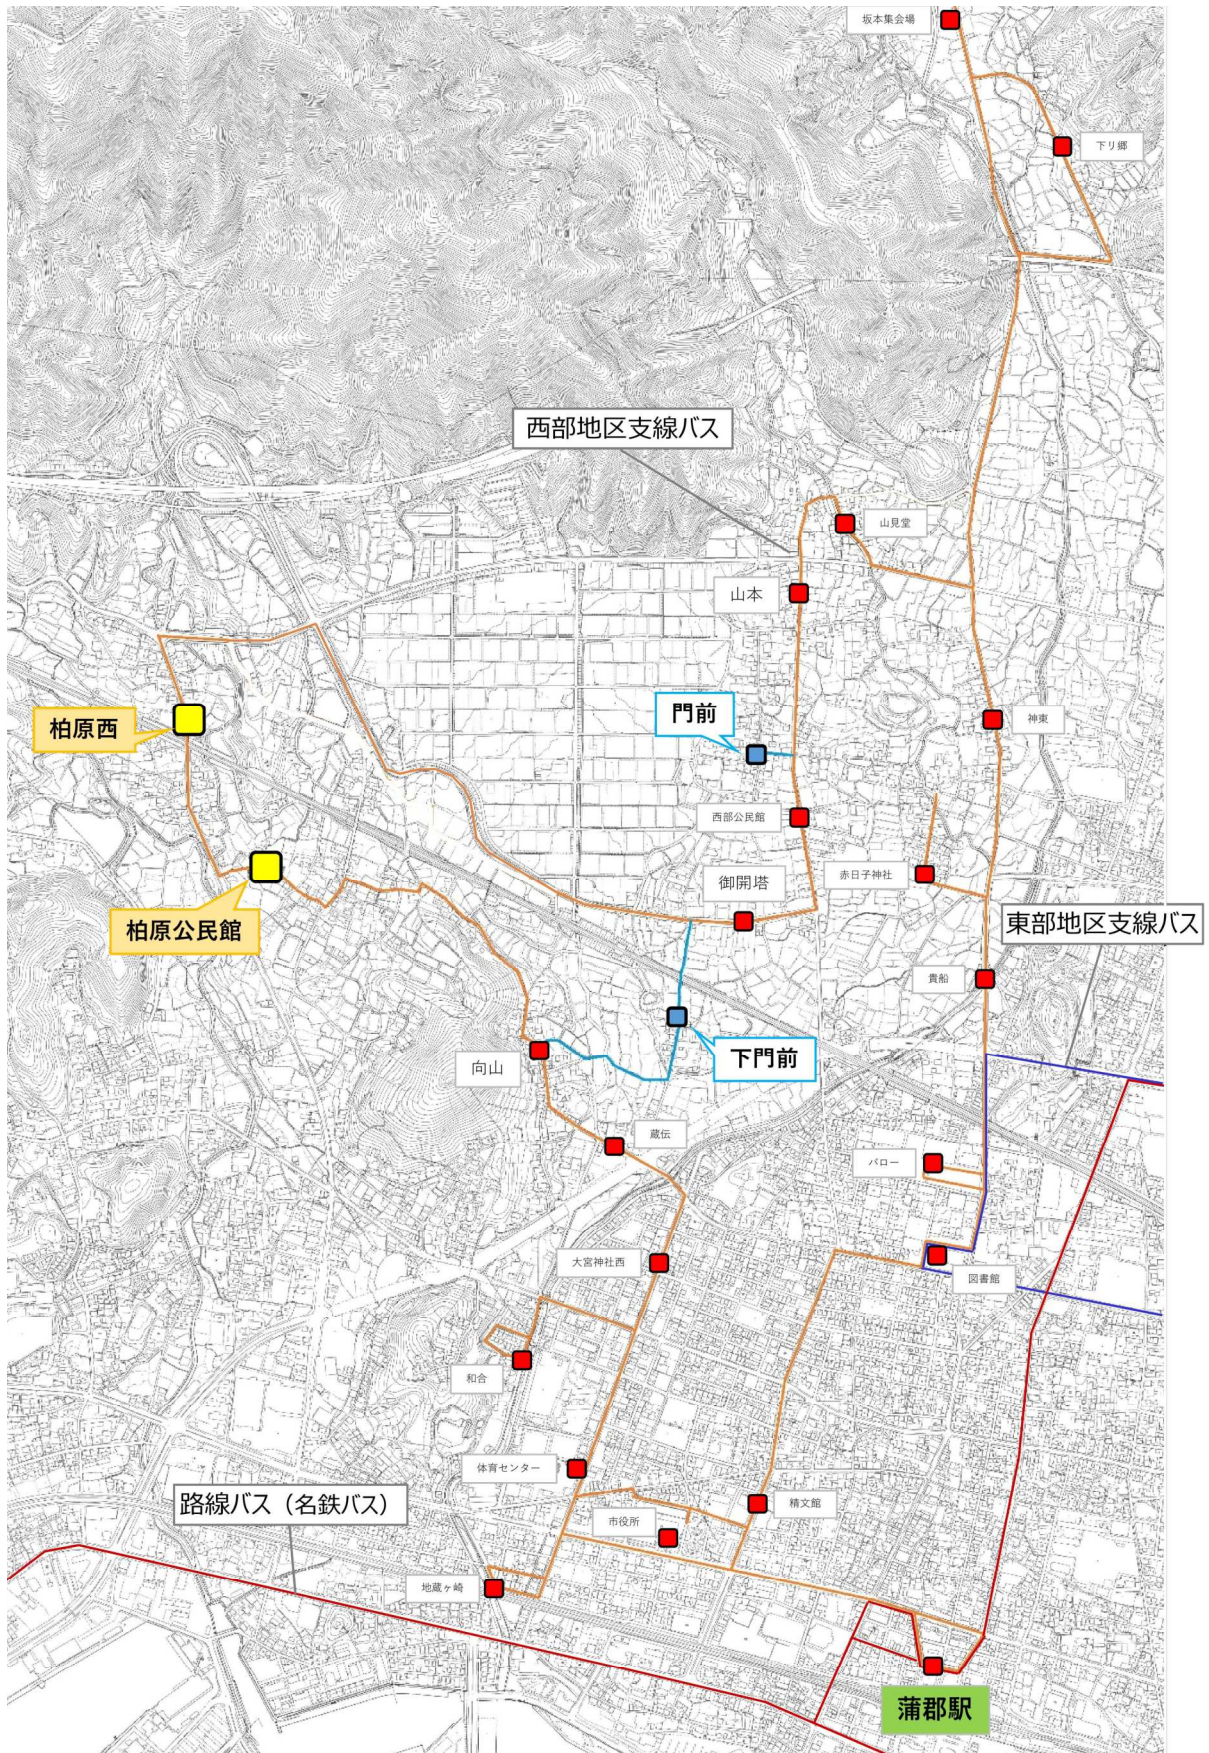 坂本集会場
下り郷
西部地区支線バス
山見堂
山本
門前
柏原西
神東
西部公民館
御開塔
赤日子神社
柏原公民館
東部地区支線バス
貴船
下門前
向山
蔵伝
バロー
大宮神社西
図書館
和合
体育センター
路線バス（名鉄バス）
精文館
市役所
地蔵ヶ崎
蒲郡駅